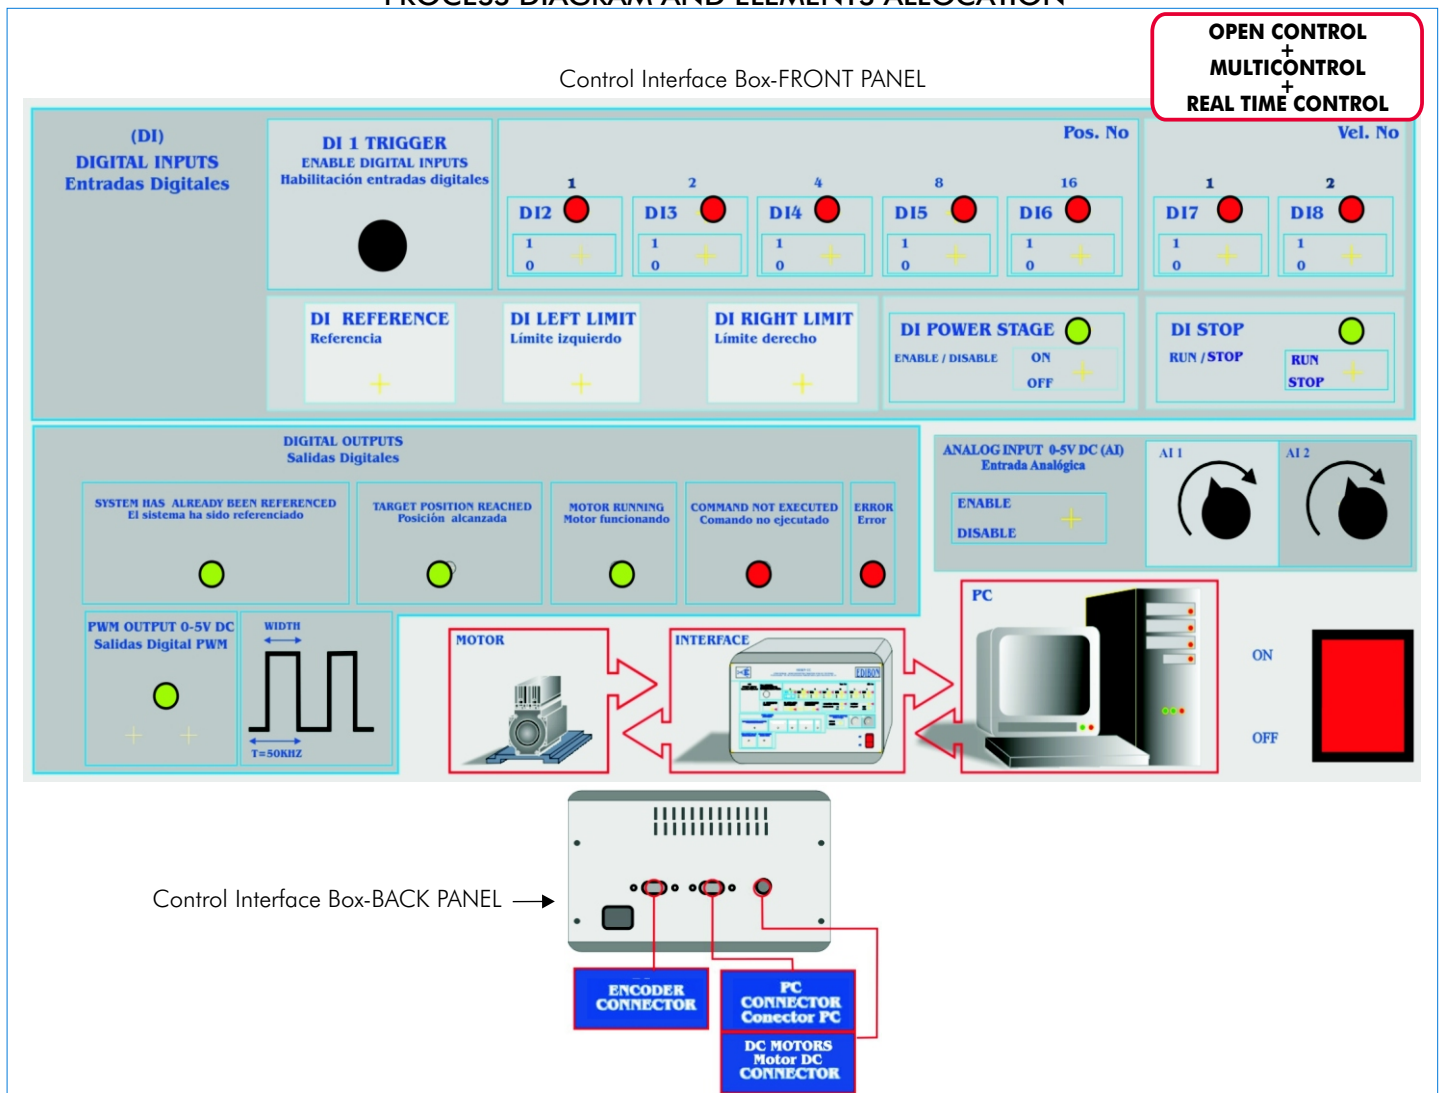 PROCESS DIAGRAM AND ELEMENTS ALLOCATION
OPEN CONTROL
+
MULTICONTROL
+
REAL TIME CONTROL
Control Interface Box-FRONT PANEL
(DI)
DIGITAL INPUTS
Entradas Digitales
DI 1 TRIGGER
ENABLE DIGITAL INPUTS
Habilitación entradas digitales
Pos. No
1 2 4 8 16
DI2 DI3 DI4 DI5 DI6
1 1 1 1 1
0 0 0 0 0
Vel. No
1 2
DI7 DI8
1 1
0 0
DI REFERENCE
Referencia
DI LEFT LIMIT
Límite izquierdo
DI RIGHT LIMIT
Límite derecho
DI POWER STAGE
ENABLE / DISABLE
ON
OFF
DI STOP
RUN / STOP
RUN
STOP
DIGITAL OUTPUTS
Salidas Digitales
SYSTEM HAS ALREADY BEEN REFERENCED
El sistema ha sido referenciado
TARGET POSITION REACHED
Posición alcanzada
MOTOR RUNNING
Motor funcionando
COMMAND NOT EXECUTED
Comando no ejecutado
ERROR
Error
ANALOG INPUT 0-5V DC (AI)
Entrada Analógica
ENABLE
DISABLE
AI 1
AI 2
PWM OUTPUT 0-5V DC
Salidas Digital PWM
WIDTH
T=50KHZ
MOTOR
INTERFACE
EDIBON
PC
ON
OFF
Control Interface Box-BACK PANEL
ENCODER
CONNECTOR
PC
CONNECTOR
Conector PC
DC MOTORS
Motor DC
CONNECTOR